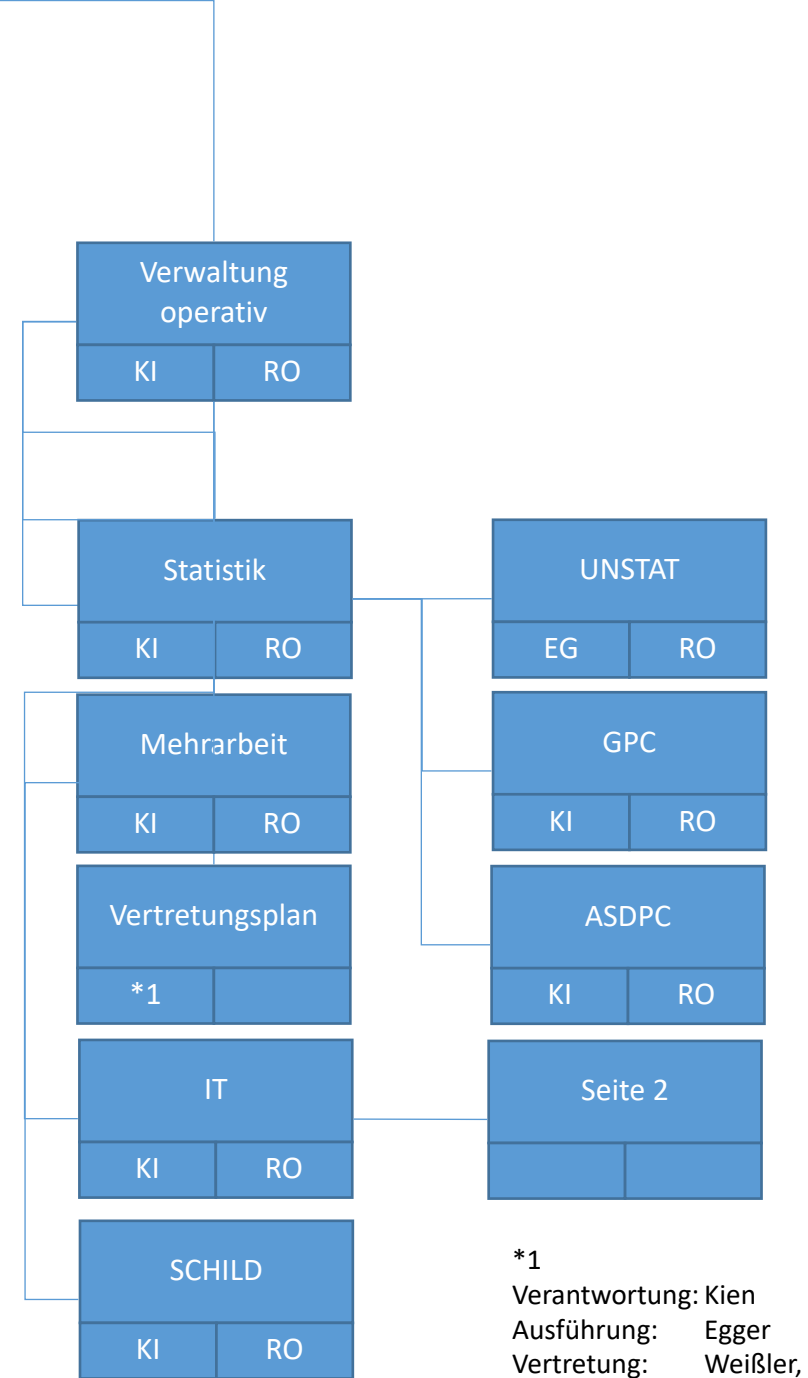 Verwaltung
operativ
KI RO
Statistik
KI RO
UNSTAT
EG RO
Mehrarbeit
KI RO
GPC
KI RO
Vertretungsplan
*1
ASDPC
KI RO
IT
KI RO
Seite 2
SCHILD
KI RO
*1
Verantwortung: Kien
Ausführung: Egger
Vertretung: Weißler,